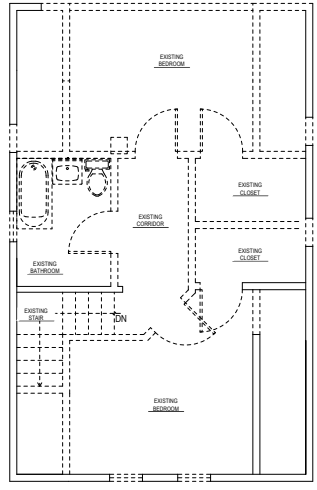 EXISTING
BEDROOM
EXISTING
CLOSET
EXISTING
CORRIDOR
EXISTING
CLOSET
EXISTING
BATHROOM
EXISTING
STAIR
DN
EXISTING
BEDROOM